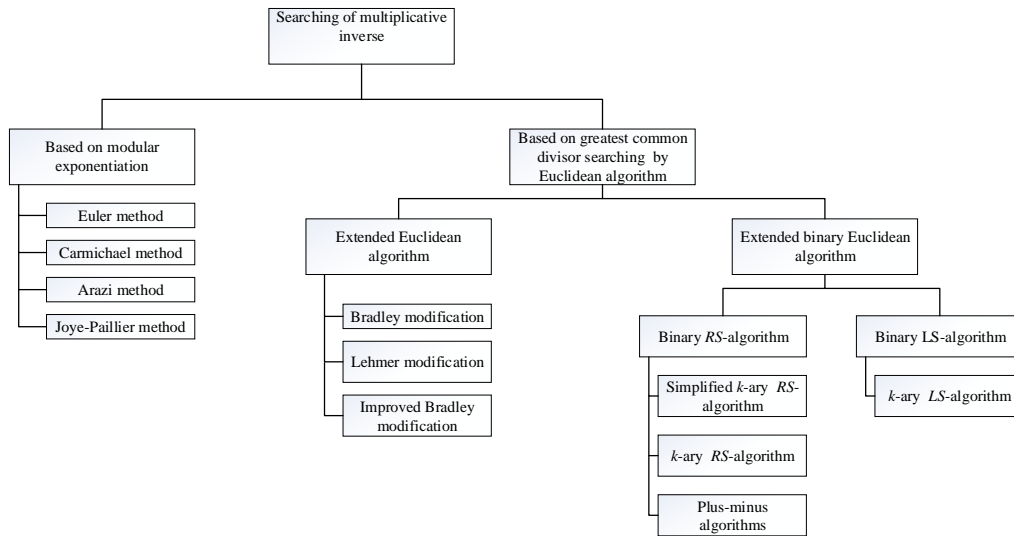 Searching of multiplicative
inverse
Based on modular
exponentiation
Euler method
Carmichael method
Arazi method
Joye-Paillier method
Based on greatest common
divisor searching by
Euclidean algorithm
Extended Euclidean
algorithm
Bradley modification
Lehmer modification
Improved Bradley
modification
Extended binary Euclidean
algorithm
Binary RS-algorithm
Simplified k-ary RS-
algorithm
k-ary RS-algorithm
Plus-minus
algorithms
Binary LS-algorithm
k-ary LS-algorithm